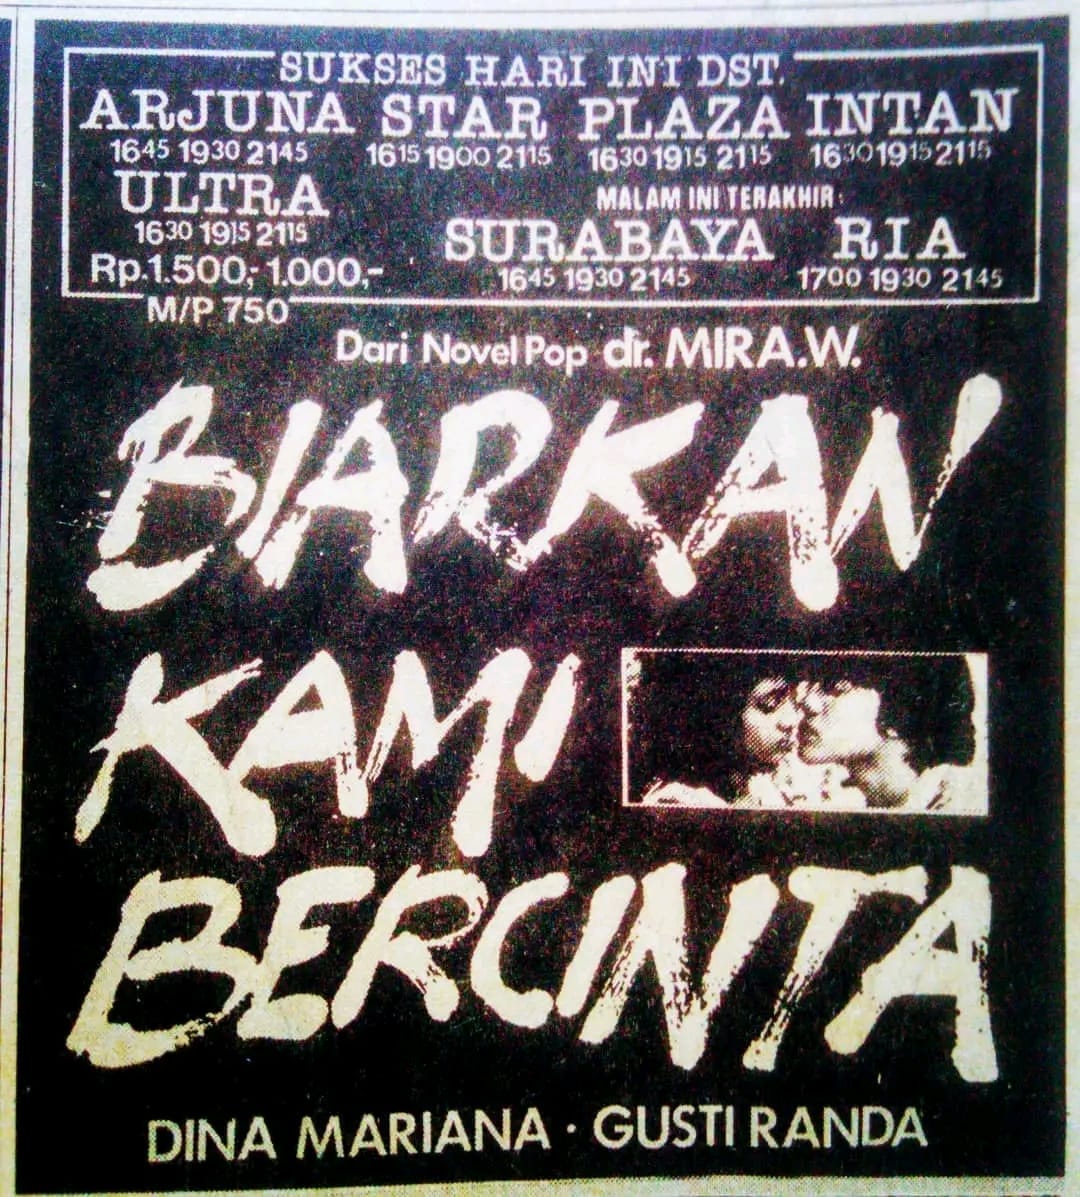 SUKSES HARI INI DST.
ARJUNA STAR PLAZA INTAN
1645 1930 2145 1615 1900 2115 1630 1915 2115 1630 1915 2115
ULTRA
1630 1915 2115
MALAM INI TERAKHIR:
SURABAYA RIA
1645 1930 2145 1700 1930 2145
Rp.1.500,- 1.000,-
M/P 750
Dari Novel Pop dr. MIRA.W.
BIARKAN
KAMI
BERCINTA
DINA MARIANA · GUSTI RANDA